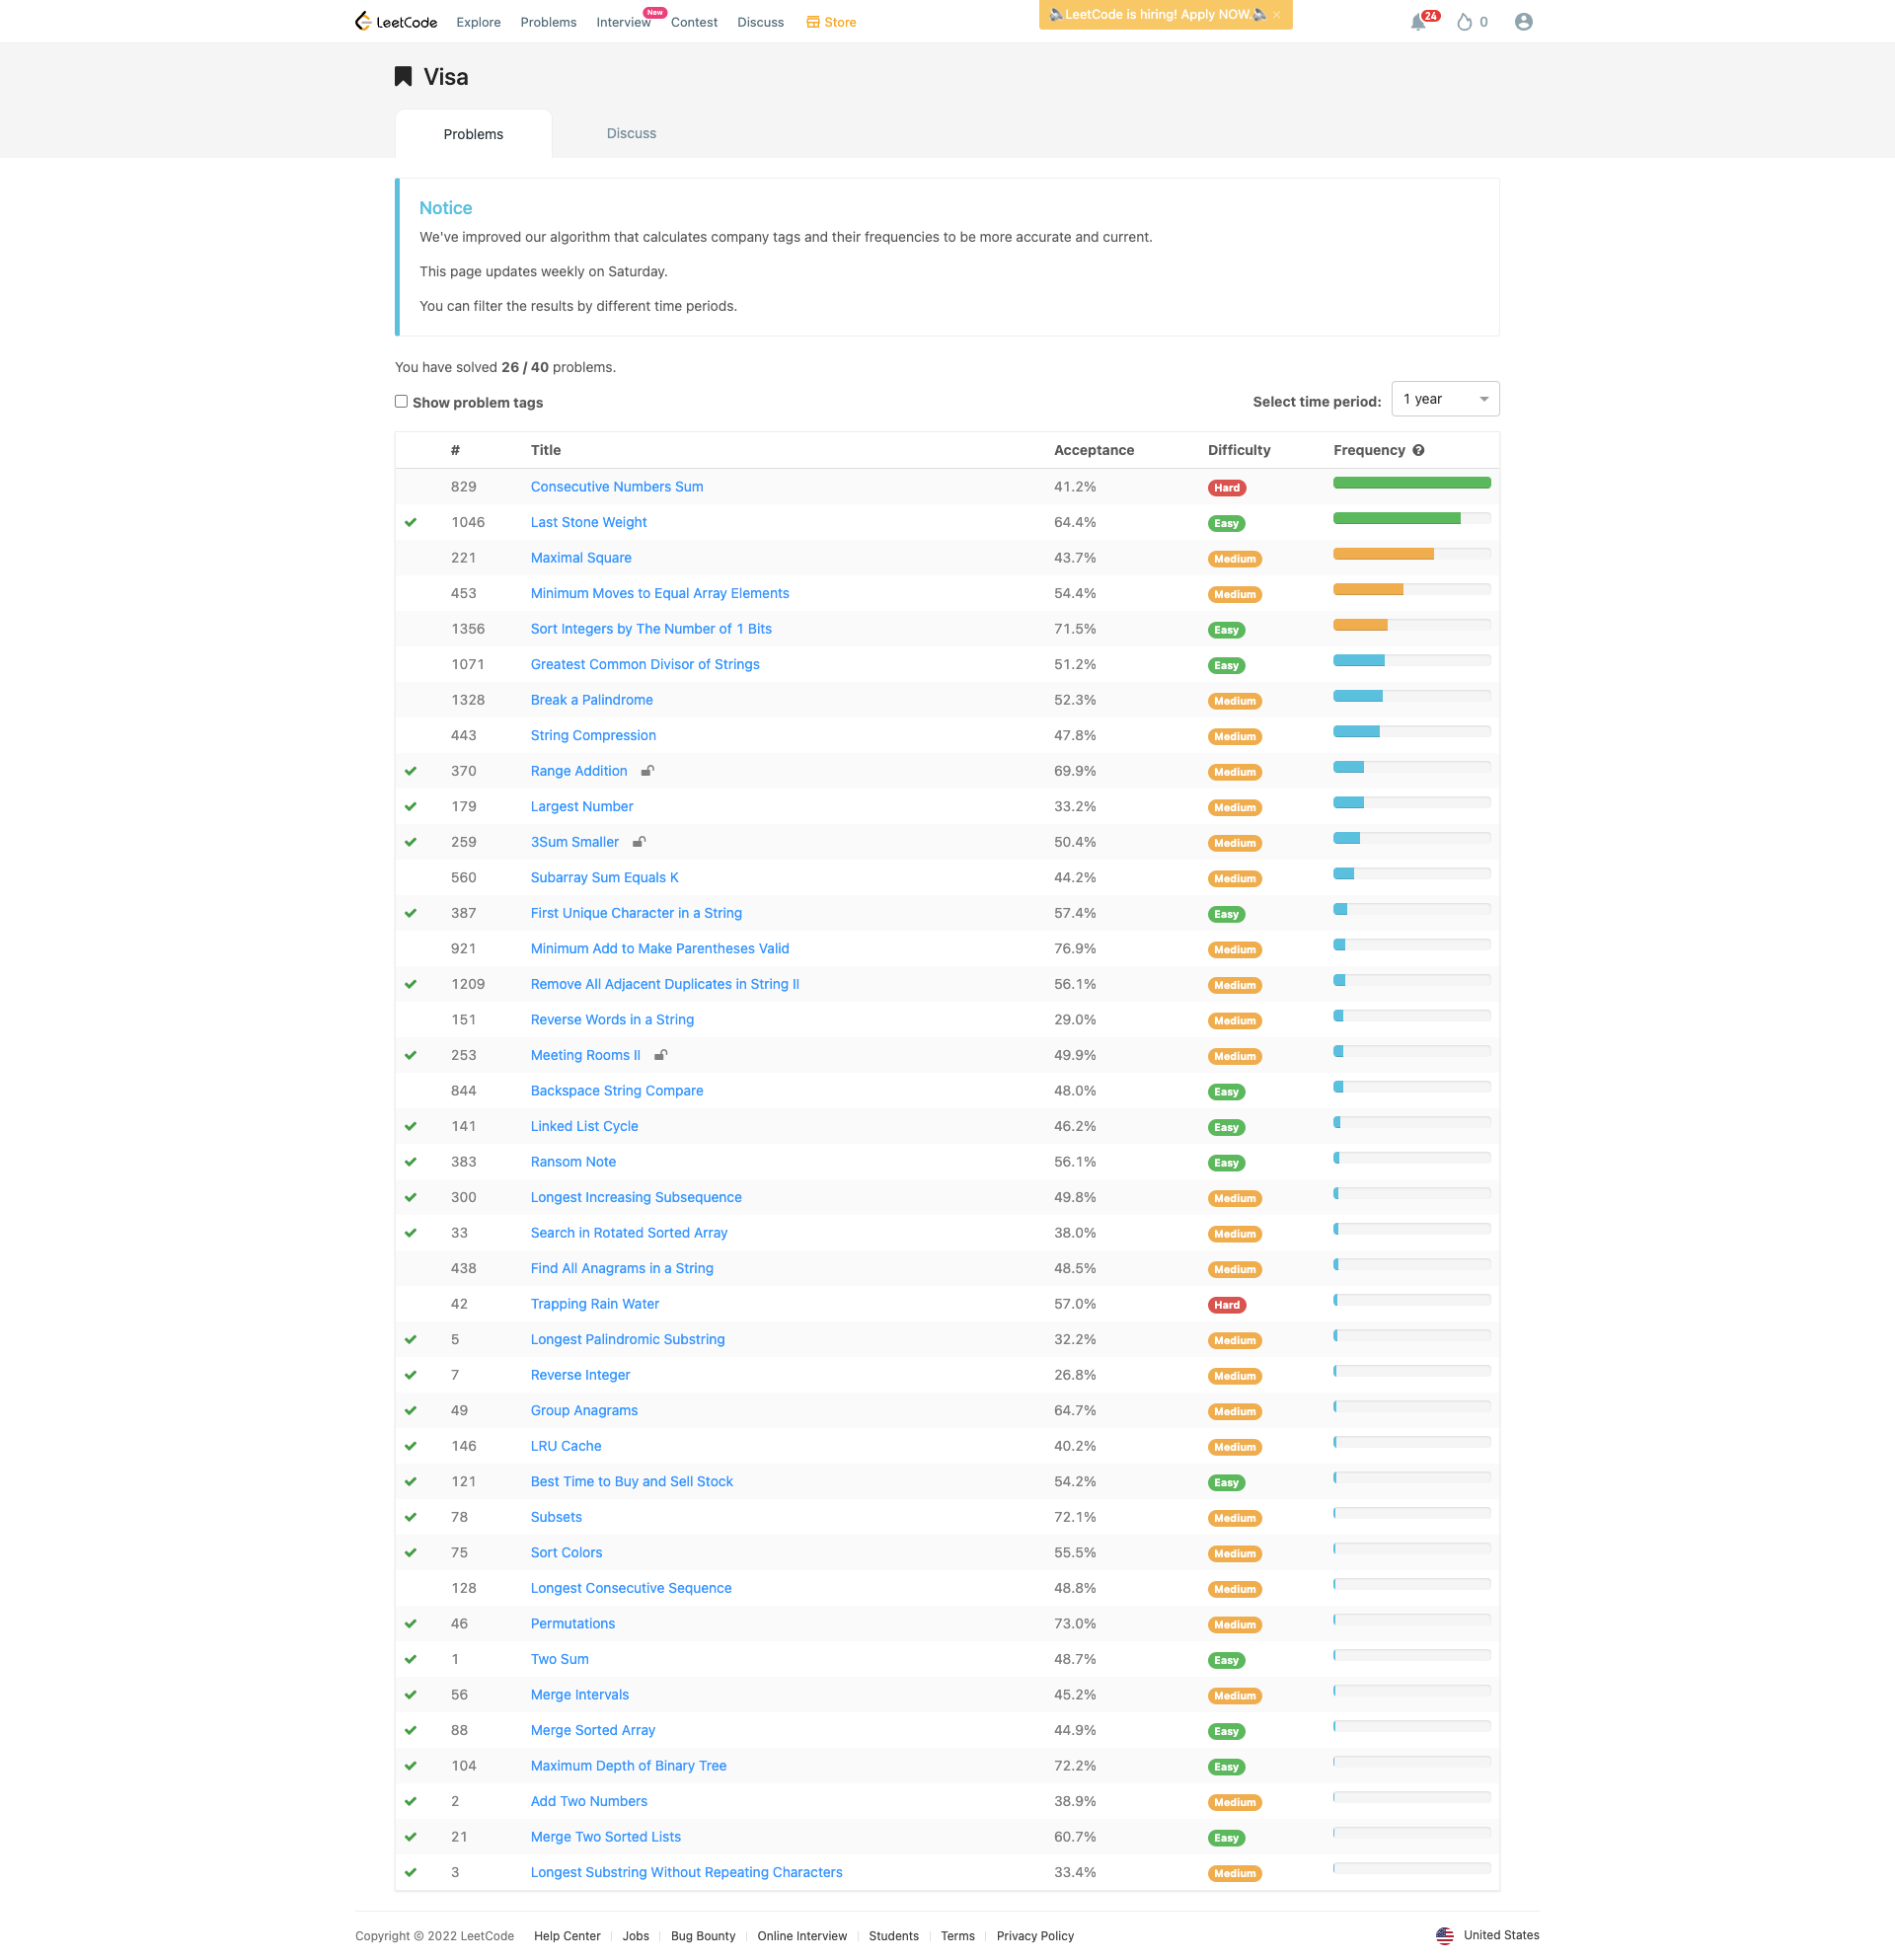 LeetCode Explore Problems Interview New Contest Discuss Store LeetCode is hiring! Apply NOW. × 24 0
Visa
Problems Discuss
Notice
We've improved our algorithm that calculates company tags and their frequencies to be more accurate and current.
This page updates weekly on Saturday.
You can filter the results by different time periods.
You have solved 26 / 40 problems.
Show problem tags Select time period: 1 year
# Title Acceptance Difficulty Frequency ?
829 Consecutive Numbers Sum 41.2% Hard
1046 Last Stone Weight 64.4% Easy
221 Maximal Square 43.7% Medium
453 Minimum Moves to Equal Array Elements 54.4% Medium
1356 Sort Integers by The Number of 1 Bits 71.5% Easy
1071 Greatest Common Divisor of Strings 51.2% Easy
1328 Break a Palindrome 52.3% Medium
443 String Compression 47.8% Medium
370 Range Addition 69.9% Medium
179 Largest Number 33.2% Medium
259 3Sum Smaller 50.4% Medium
560 Subarray Sum Equals K 44.2% Medium
387 First Unique Character in a String 57.4% Easy
921 Minimum Add to Make Parentheses Valid 76.9% Medium
1209 Remove All Adjacent Duplicates in String II 56.1% Medium
151 Reverse Words in a String 29.0% Medium
253 Meeting Rooms II 49.9% Medium
844 Backspace String Compare 48.0% Easy
141 Linked List Cycle 46.2% Easy
383 Ransom Note 56.1% Easy
300 Longest Increasing Subsequence 49.8% Medium
33 Search in Rotated Sorted Array 38.0% Medium
438 Find All Anagrams in a String 48.5% Medium
42 Trapping Rain Water 57.0% Hard
5 Longest Palindromic Substring 32.2% Medium
7 Reverse Integer 26.8% Medium
49 Group Anagrams 64.7% Medium
146 LRU Cache 40.2% Medium
121 Best Time to Buy and Sell Stock 54.2% Easy
78 Subsets 72.1% Medium
75 Sort Colors 55.5% Medium
128 Longest Consecutive Sequence 48.8% Medium
46 Permutations 73.0% Medium
1 Two Sum 48.7% Easy
56 Merge Intervals 45.2% Medium
88 Merge Sorted Array 44.9% Easy
104 Maximum Depth of Binary Tree 72.2% Easy
2 Add Two Numbers 38.9% Medium
21 Merge Two Sorted Lists 60.7% Easy
3 Longest Substring Without Repeating Characters 33.4% Medium
Copyright © 2022 LeetCode Help Center | Jobs | Bug Bounty | Online Interview | Students | Terms | Privacy Policy United States